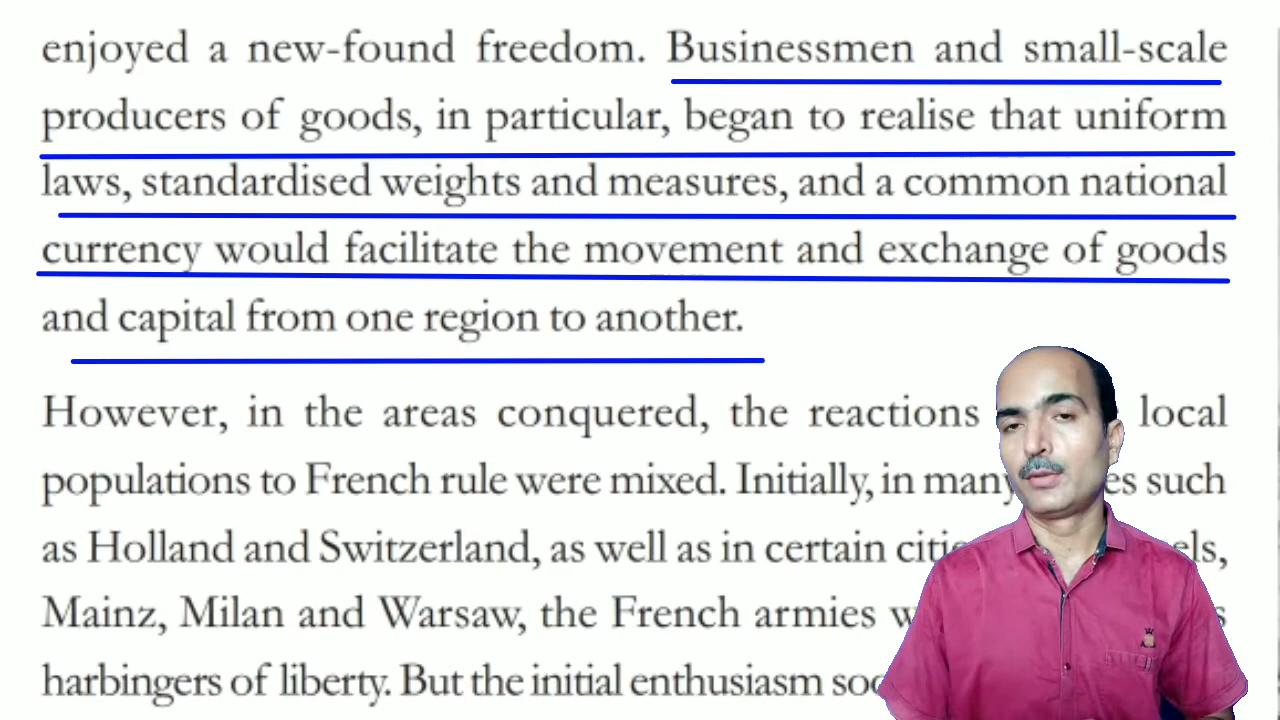 enjoyed a new-found freedom. Businessmen and small-scale
producers of goods, in particular, began to realise that uniform
laws, standardised weights and measures, and a common national
currency would facilitate the movement and exchange of goods
and capital from one region to another.
However, in the areas conquered, the reactions local
populations to French rule were mixed. Initially, in many such
as Holland and Switzerland, as well as in certain
Mainz, Milan and Warsaw, the French armies
harbingers of liberty. But the initial enthusiasm